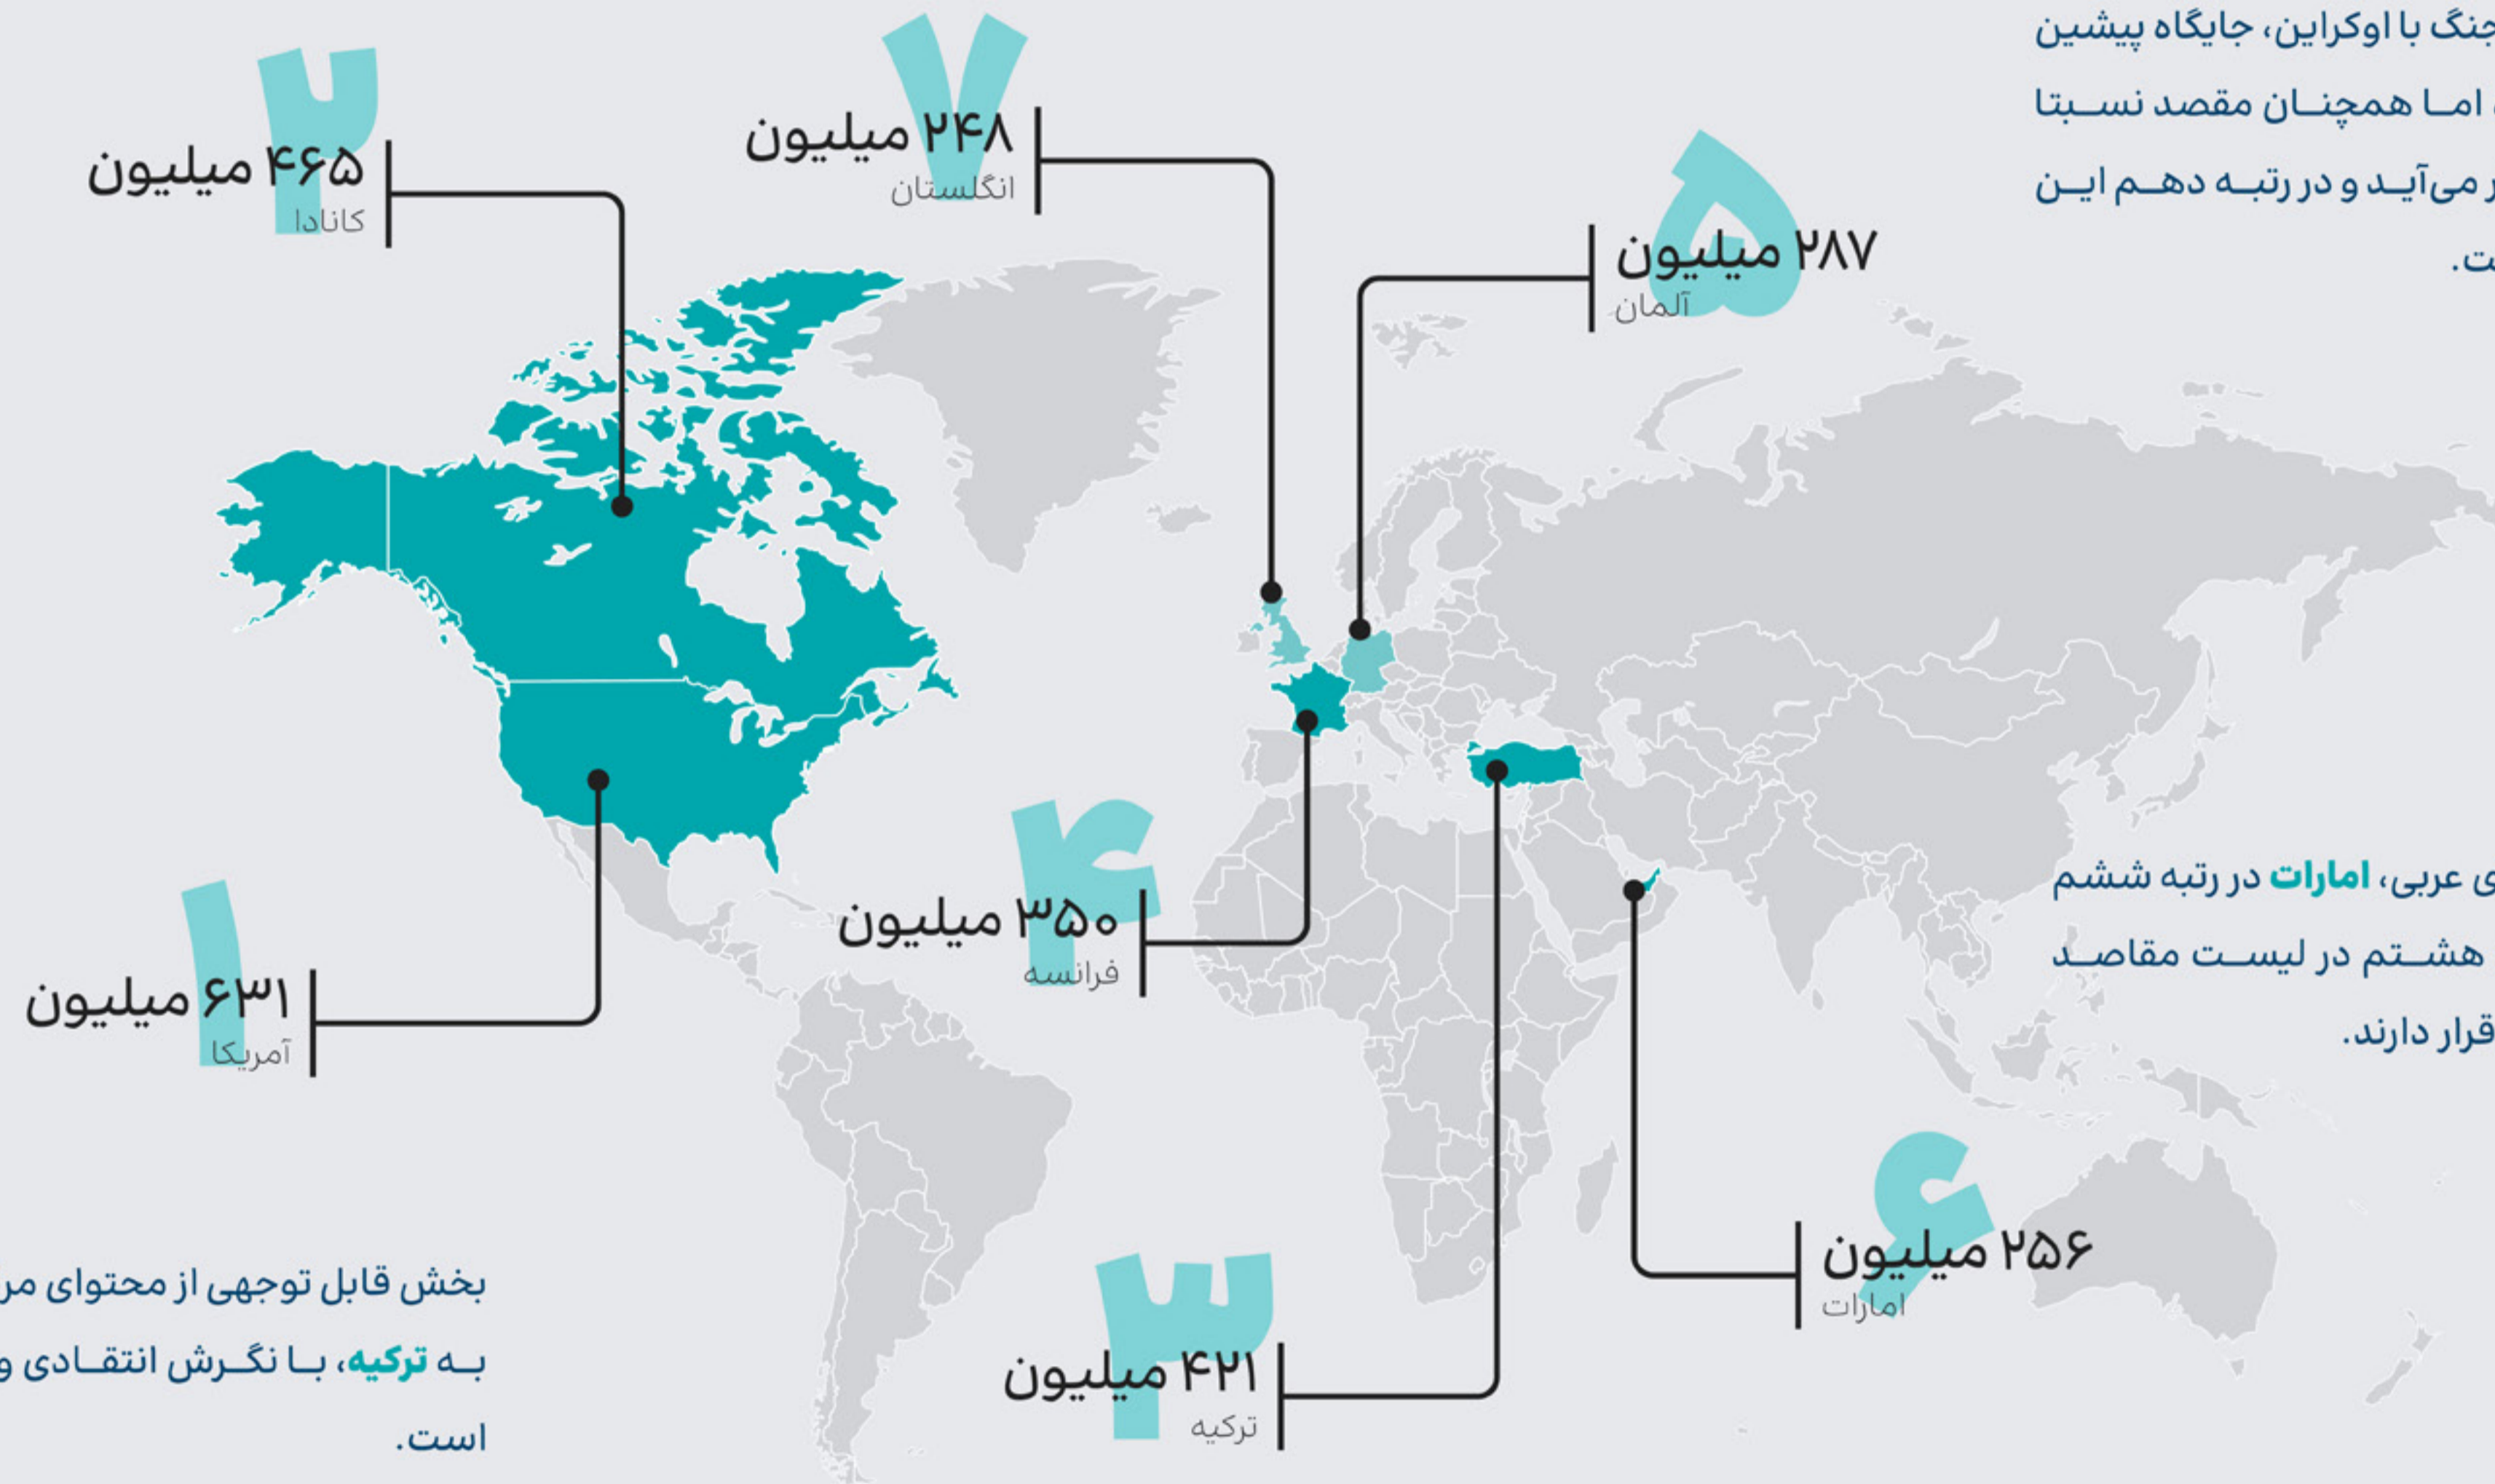 جنگ با اوکراین، جایگاه پیشین
اما همچنان مقصد نسبتا
می‌آید و در رتبه دهم این
۲
۴۶۵ میلیون
کانادا
۷
۲۴۸ میلیون
انگلستان
۵
۲۸۷ میلیون
آلمان
۴
۳۵۰ میلیون
فرانسه
۱
۶۳۱ میلیون
آمریکا
عربی، امارات در رتبه ششم
هشتم در لیست مقاصد
قرار دارند.
۶
۲۵۶ میلیون
امارات
۳
۴۲۱ میلیون
ترکیه
بخش قابل توجهی از محتوای
به ترکیه، با نگرش انتقادی و
است.